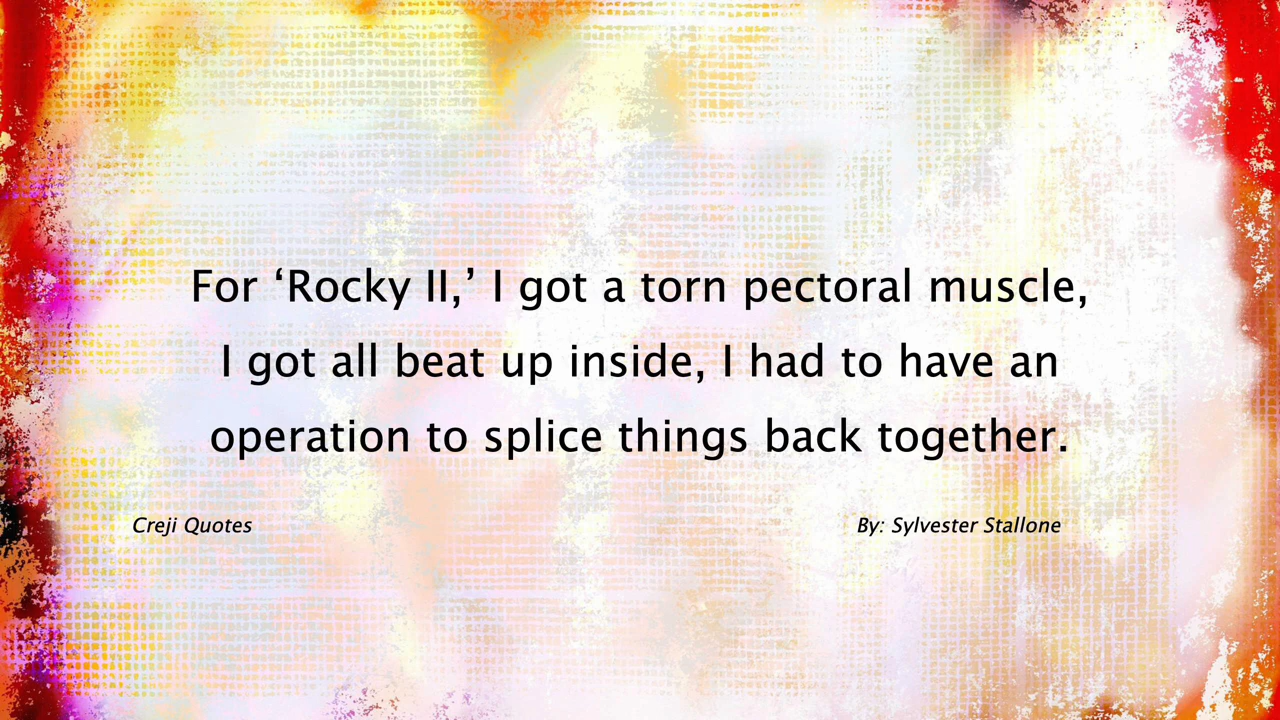 For ‘Rocky II,’ I got a torn pectoral muscle,
I got all beat up inside, I had to have an
operation to splice things back together.
Creji Quotes
By: Sylvester Stallone